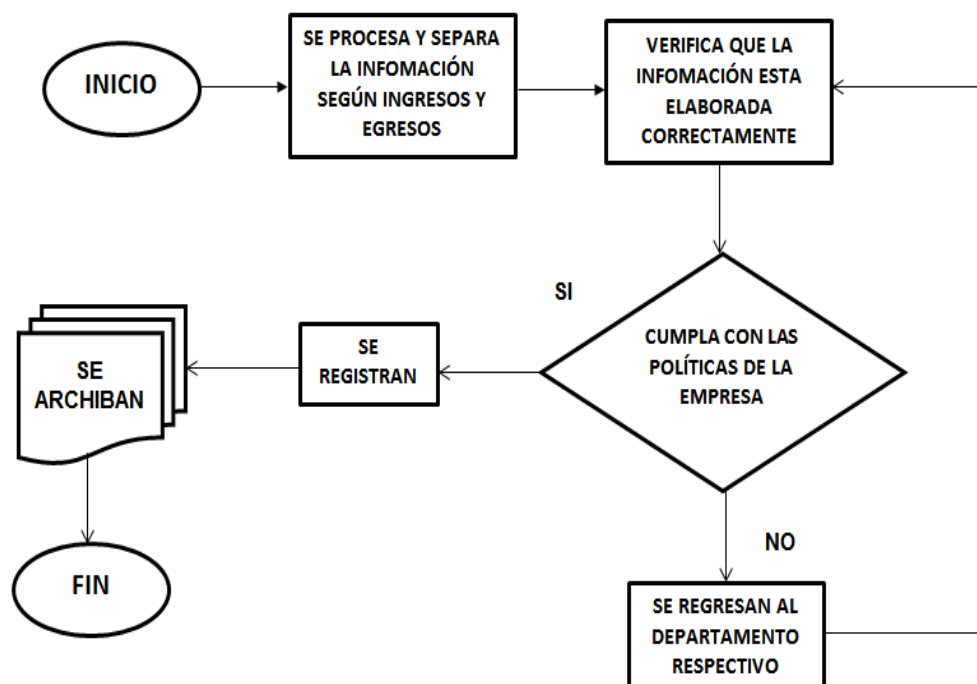 INICIO
SE PROCESA Y SEPARA
LA INFOMACIÓN
SEGÚN INGRESOS Y
EGRESOS
VERIFICA QUE LA
INFOMACIÓN ESTA
ELABORADA
CORRECTAMENTE
SI
CUMPLA CON LAS
POLÍTICAS DE LA
EMPRESA
SE
REGISTRAN
SE
ARCHIBAN
FIN
NO
SE REGRESAN AL
DEPARTAMENTO
RESPECTIVO